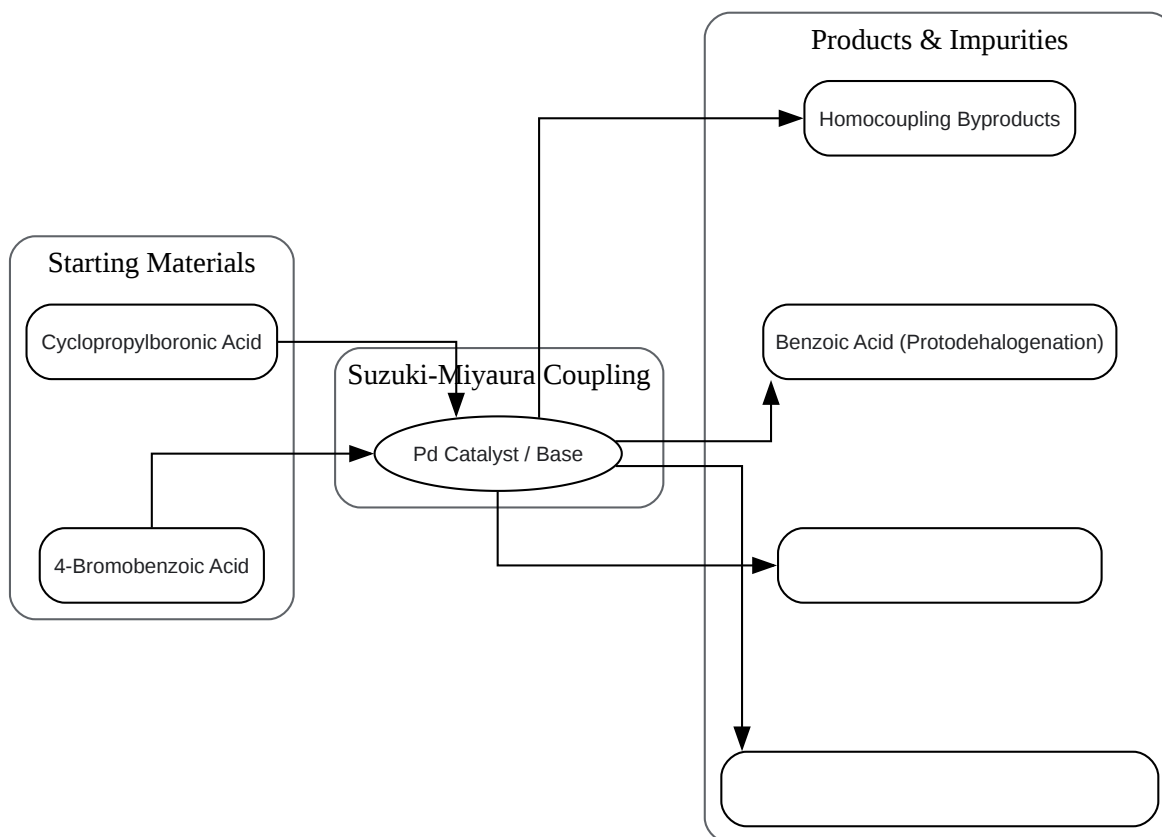 Products & Impurities
Homocoupling Byproducts
Starting Materials
Cyclopropylboronic Acid
Benzoic Acid (Protodehalogenation)
Suzuki-Miyaura Coupling
Pd Catalyst / Base
4-Bromobenzoic Acid